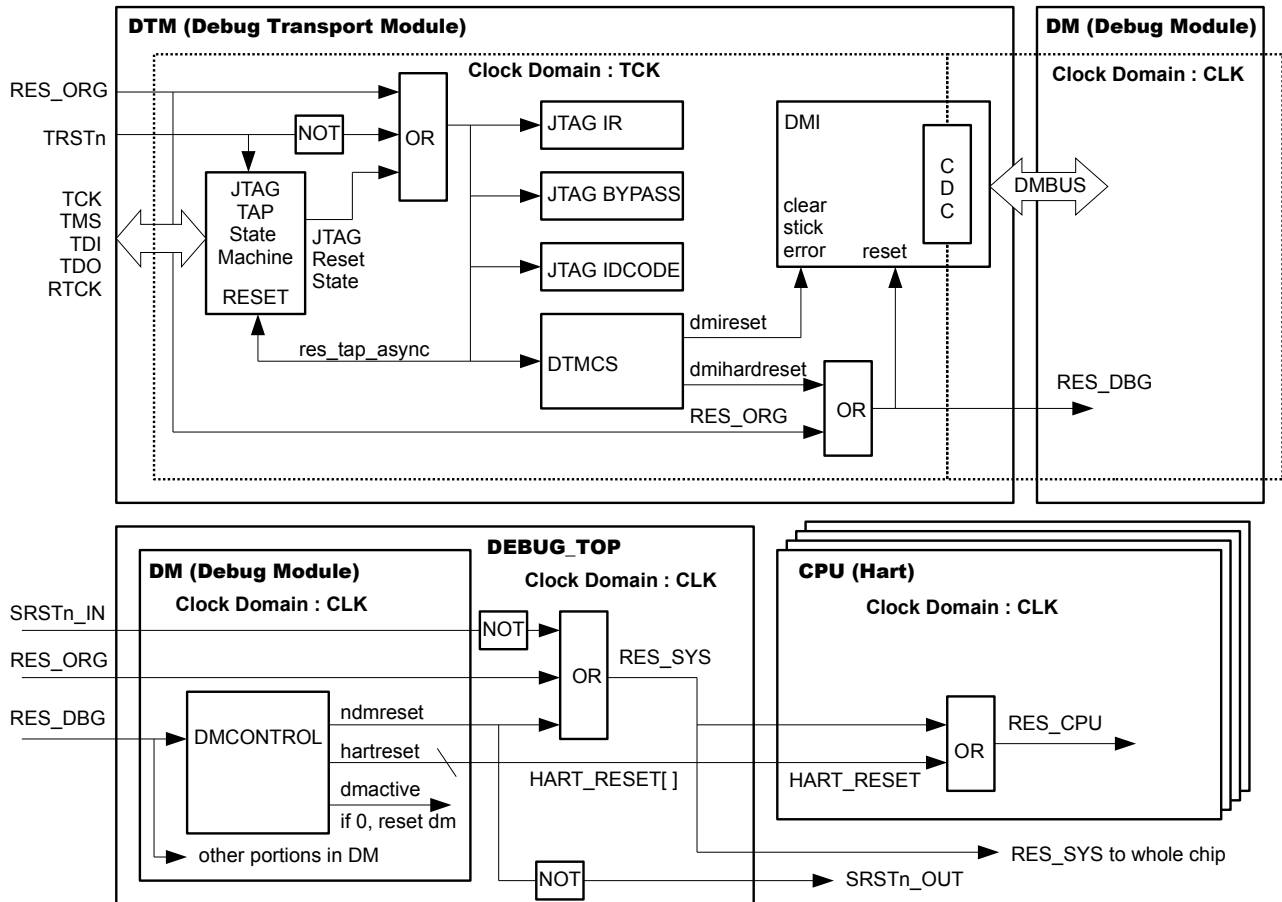 DTM (Debug Transport Module)
DM (Debug Module)
Clock Domain : TCK
Clock Domain : CLK
RES_ORG
TRSTn
NOT
OR
JTAG IR
DMI
TCK
TMS
TDI
TDO
RTCK
JTAG
TAP
State
Machine
RESET
JTAG
Reset
State
JTAG BYPASS
JTAG IDCODE
clear
stick
error
reset
C
D
C
DMBUS
res_tap_async
DTMCS
dmireset
dmihardreset
RES_ORG
OR
RES_DBG
DEBUG_TOP
DM (Debug Module)
Clock Domain : CLK
Clock Domain : CLK
CPU (Hart)
Clock Domain : CLK
SRSTn_IN
NOT
RES_ORG
OR
RES_SYS
RES_DBG
DMCONTROL
ndmreset
hartreset
HART_RESET[ ]
HART_RESET
OR
RES_CPU
dmactive
if 0, reset dm
other portions in DM
NOT
RES_SYS to whole chip
SRSTn_OUT